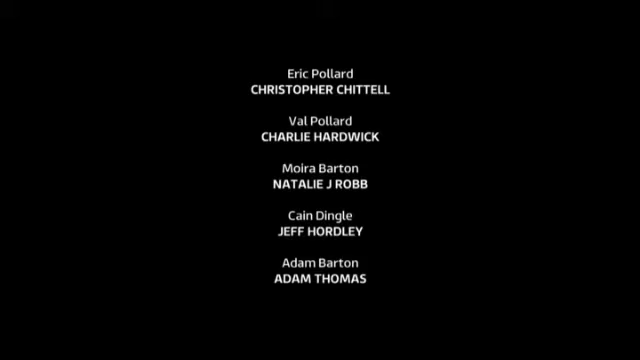 Eric Pollard
CHRISTOPHER CHITTELL
Val Pollard
CHARLIE HARDWICK
Moira Barton
NATALIE J ROBB
Cain Dingle
JEFF HORDLEY
Adam Barton
ADAM THOMAS